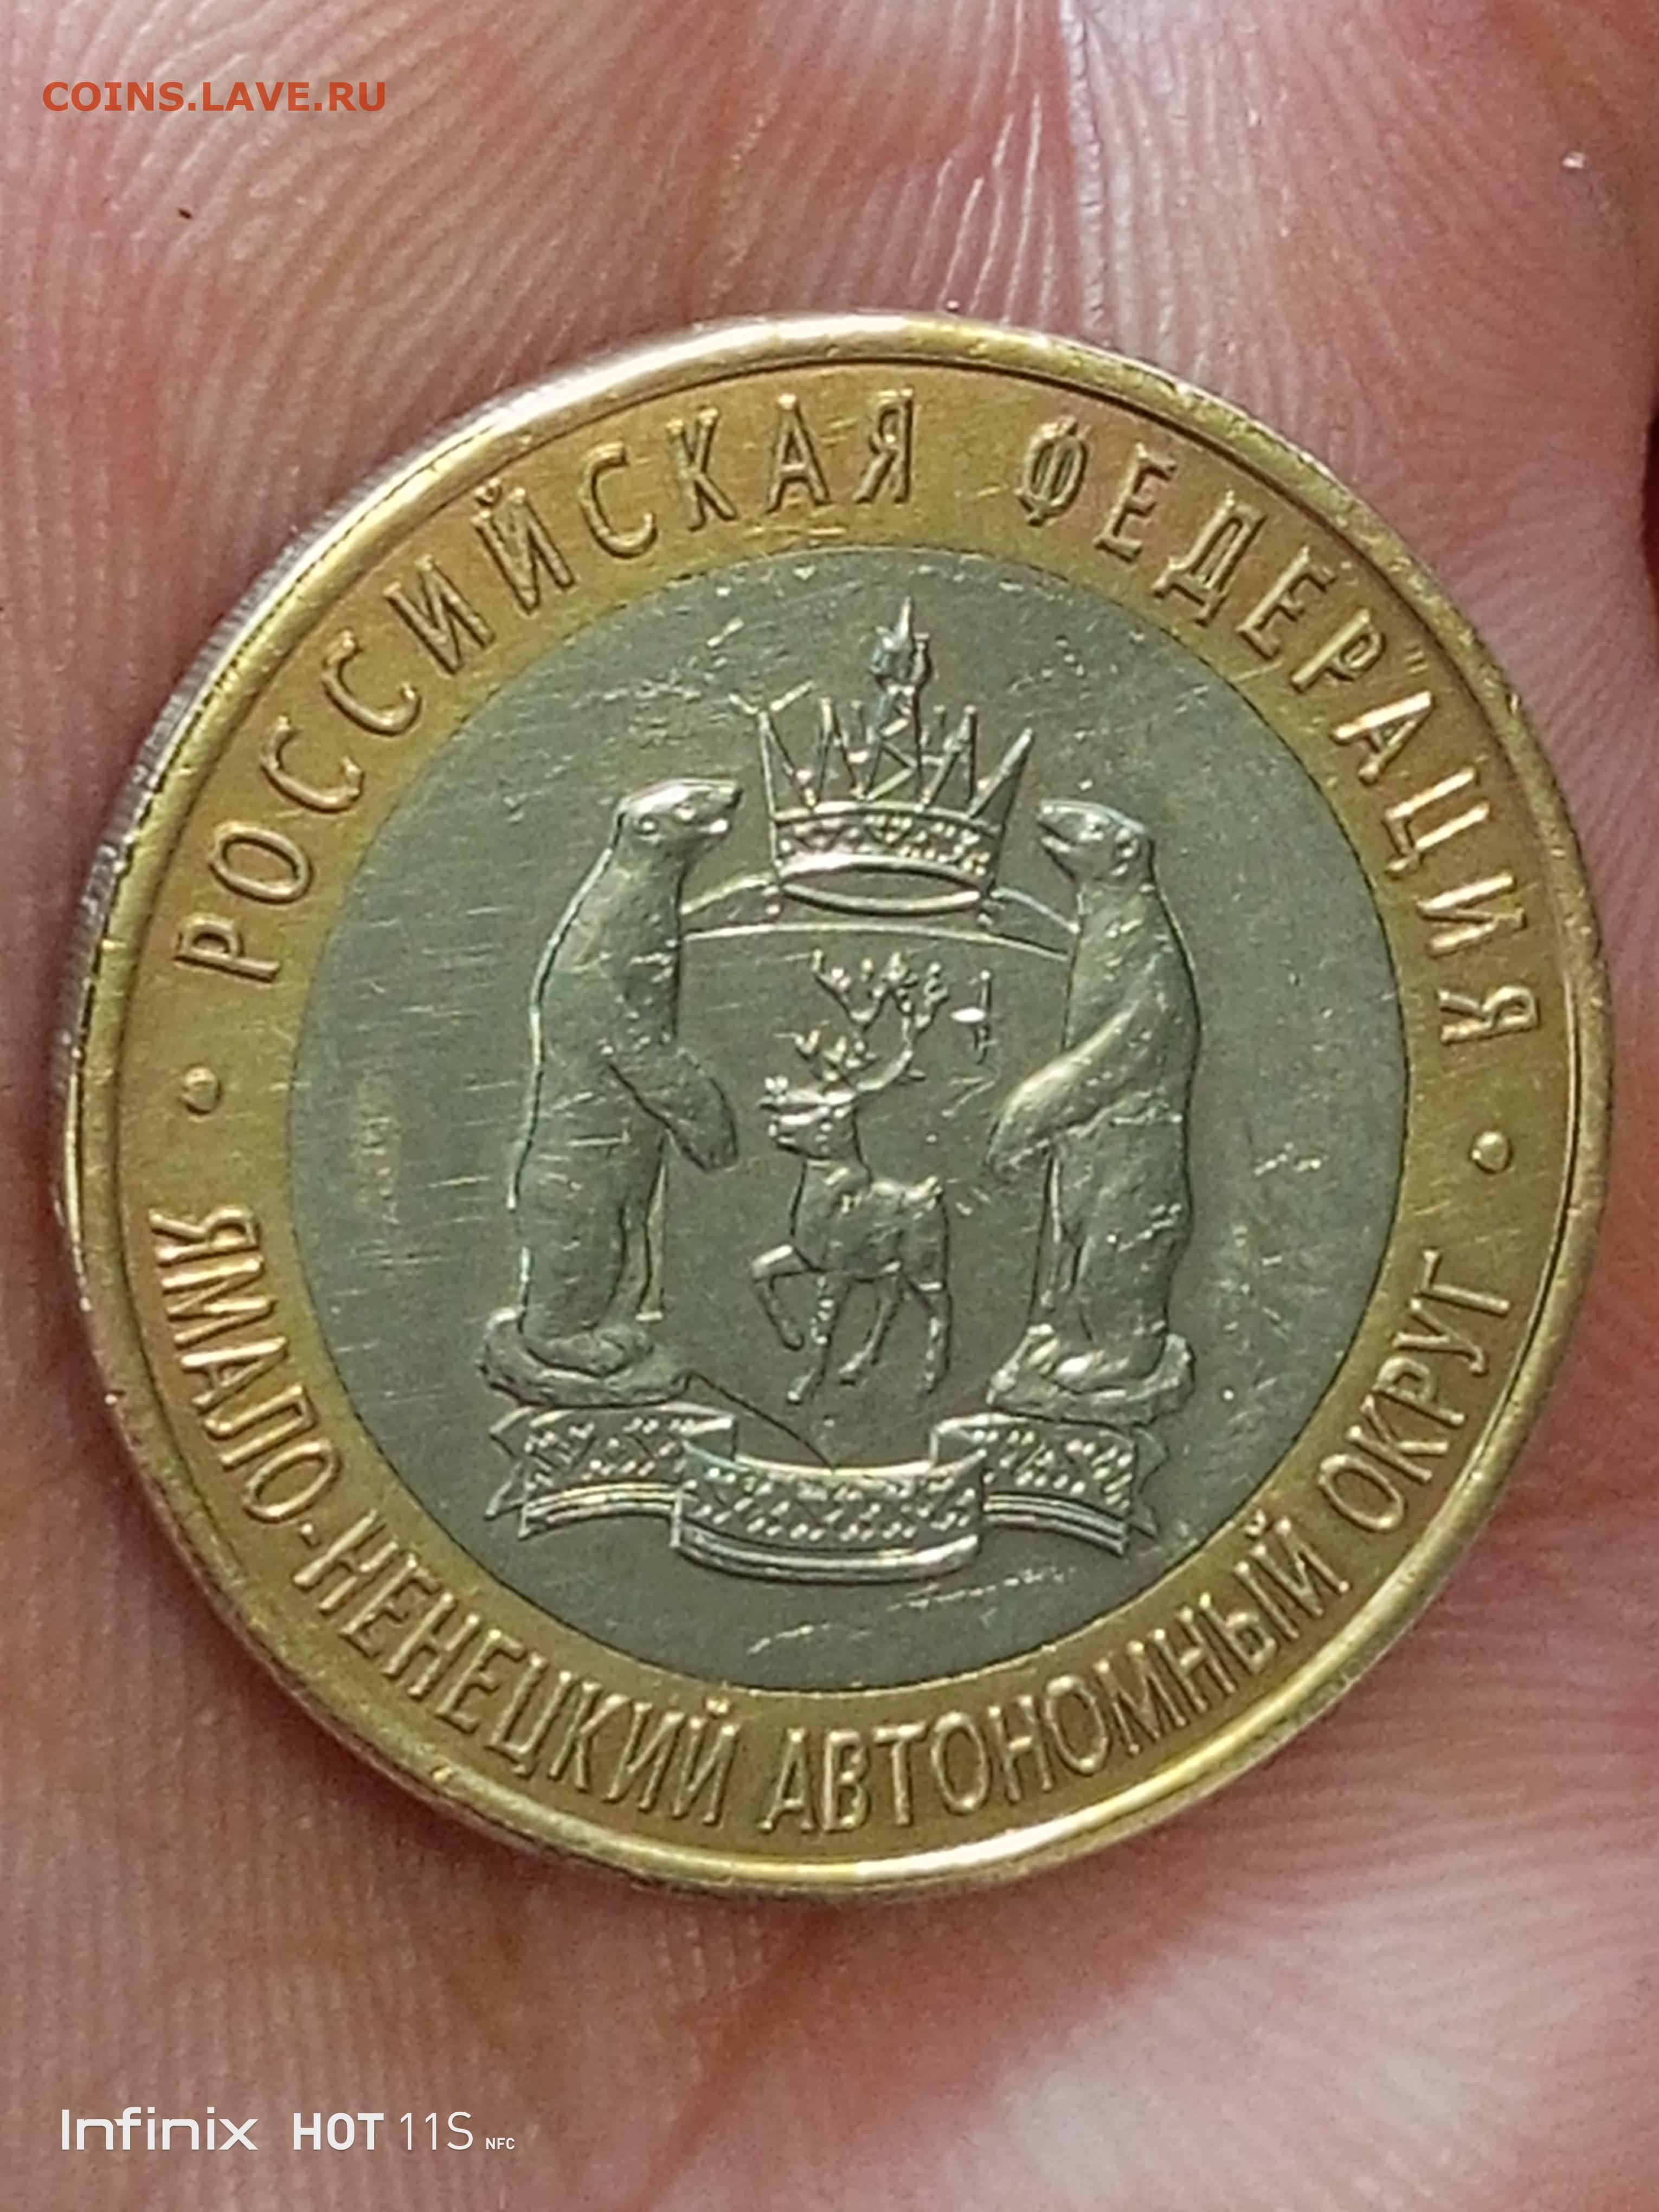 COINS.LAVE.RU
РОССИЙСКАЯ ФЕДЕРАЦИЯ
ЯМАЛО-НЕНЕЦКИЙ АВТОНОМНЫЙ ОКРУГ
Infinix HOT 11S NFC